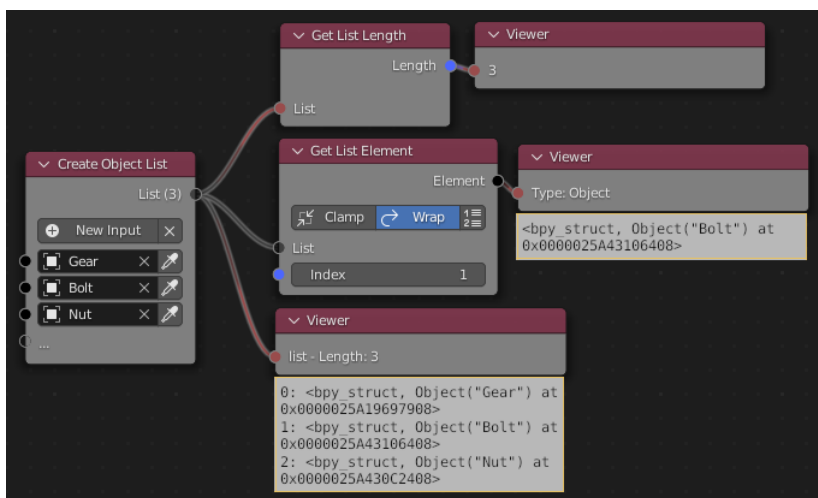 Get List Length
Length
List
Viewer
3
Create Object List
List (3)
New Input
Gear
Bolt
Nut
...
Get List Element
Element
Clamp
Wrap
1
2
List
Index 1
Viewer
Type: Object
<bpy_struct, Object("Bolt") at
0x0000025A43106408>
Viewer
list - Length: 3
0: <bpy_struct, Object("Gear") at
0x0000025A19697908>
1: <bpy_struct, Object("Bolt") at
0x0000025A43106408>
2: <bpy_struct, Object("Nut") at
0x0000025A430C2408>